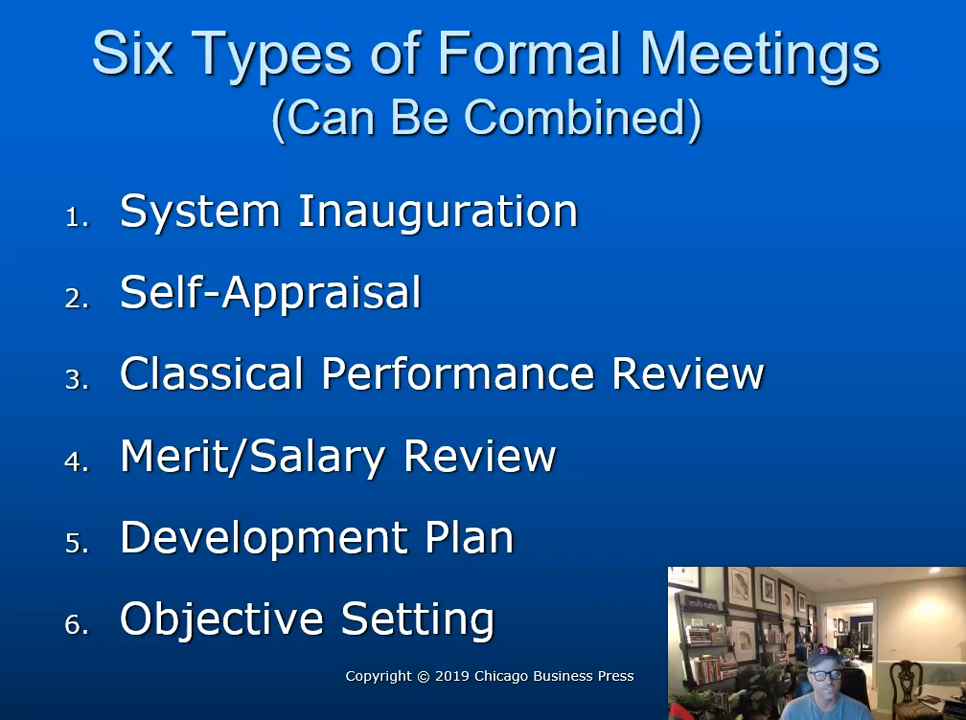 Six Types of Formal Meetings
(Can Be Combined)
1. System Inauguration
2. Self-Appraisal
3. Classical Performance Review
4. Merit/Salary Review
5. Development Plan
6. Objective Setting
Copyright © 2019 Chicago Business Press